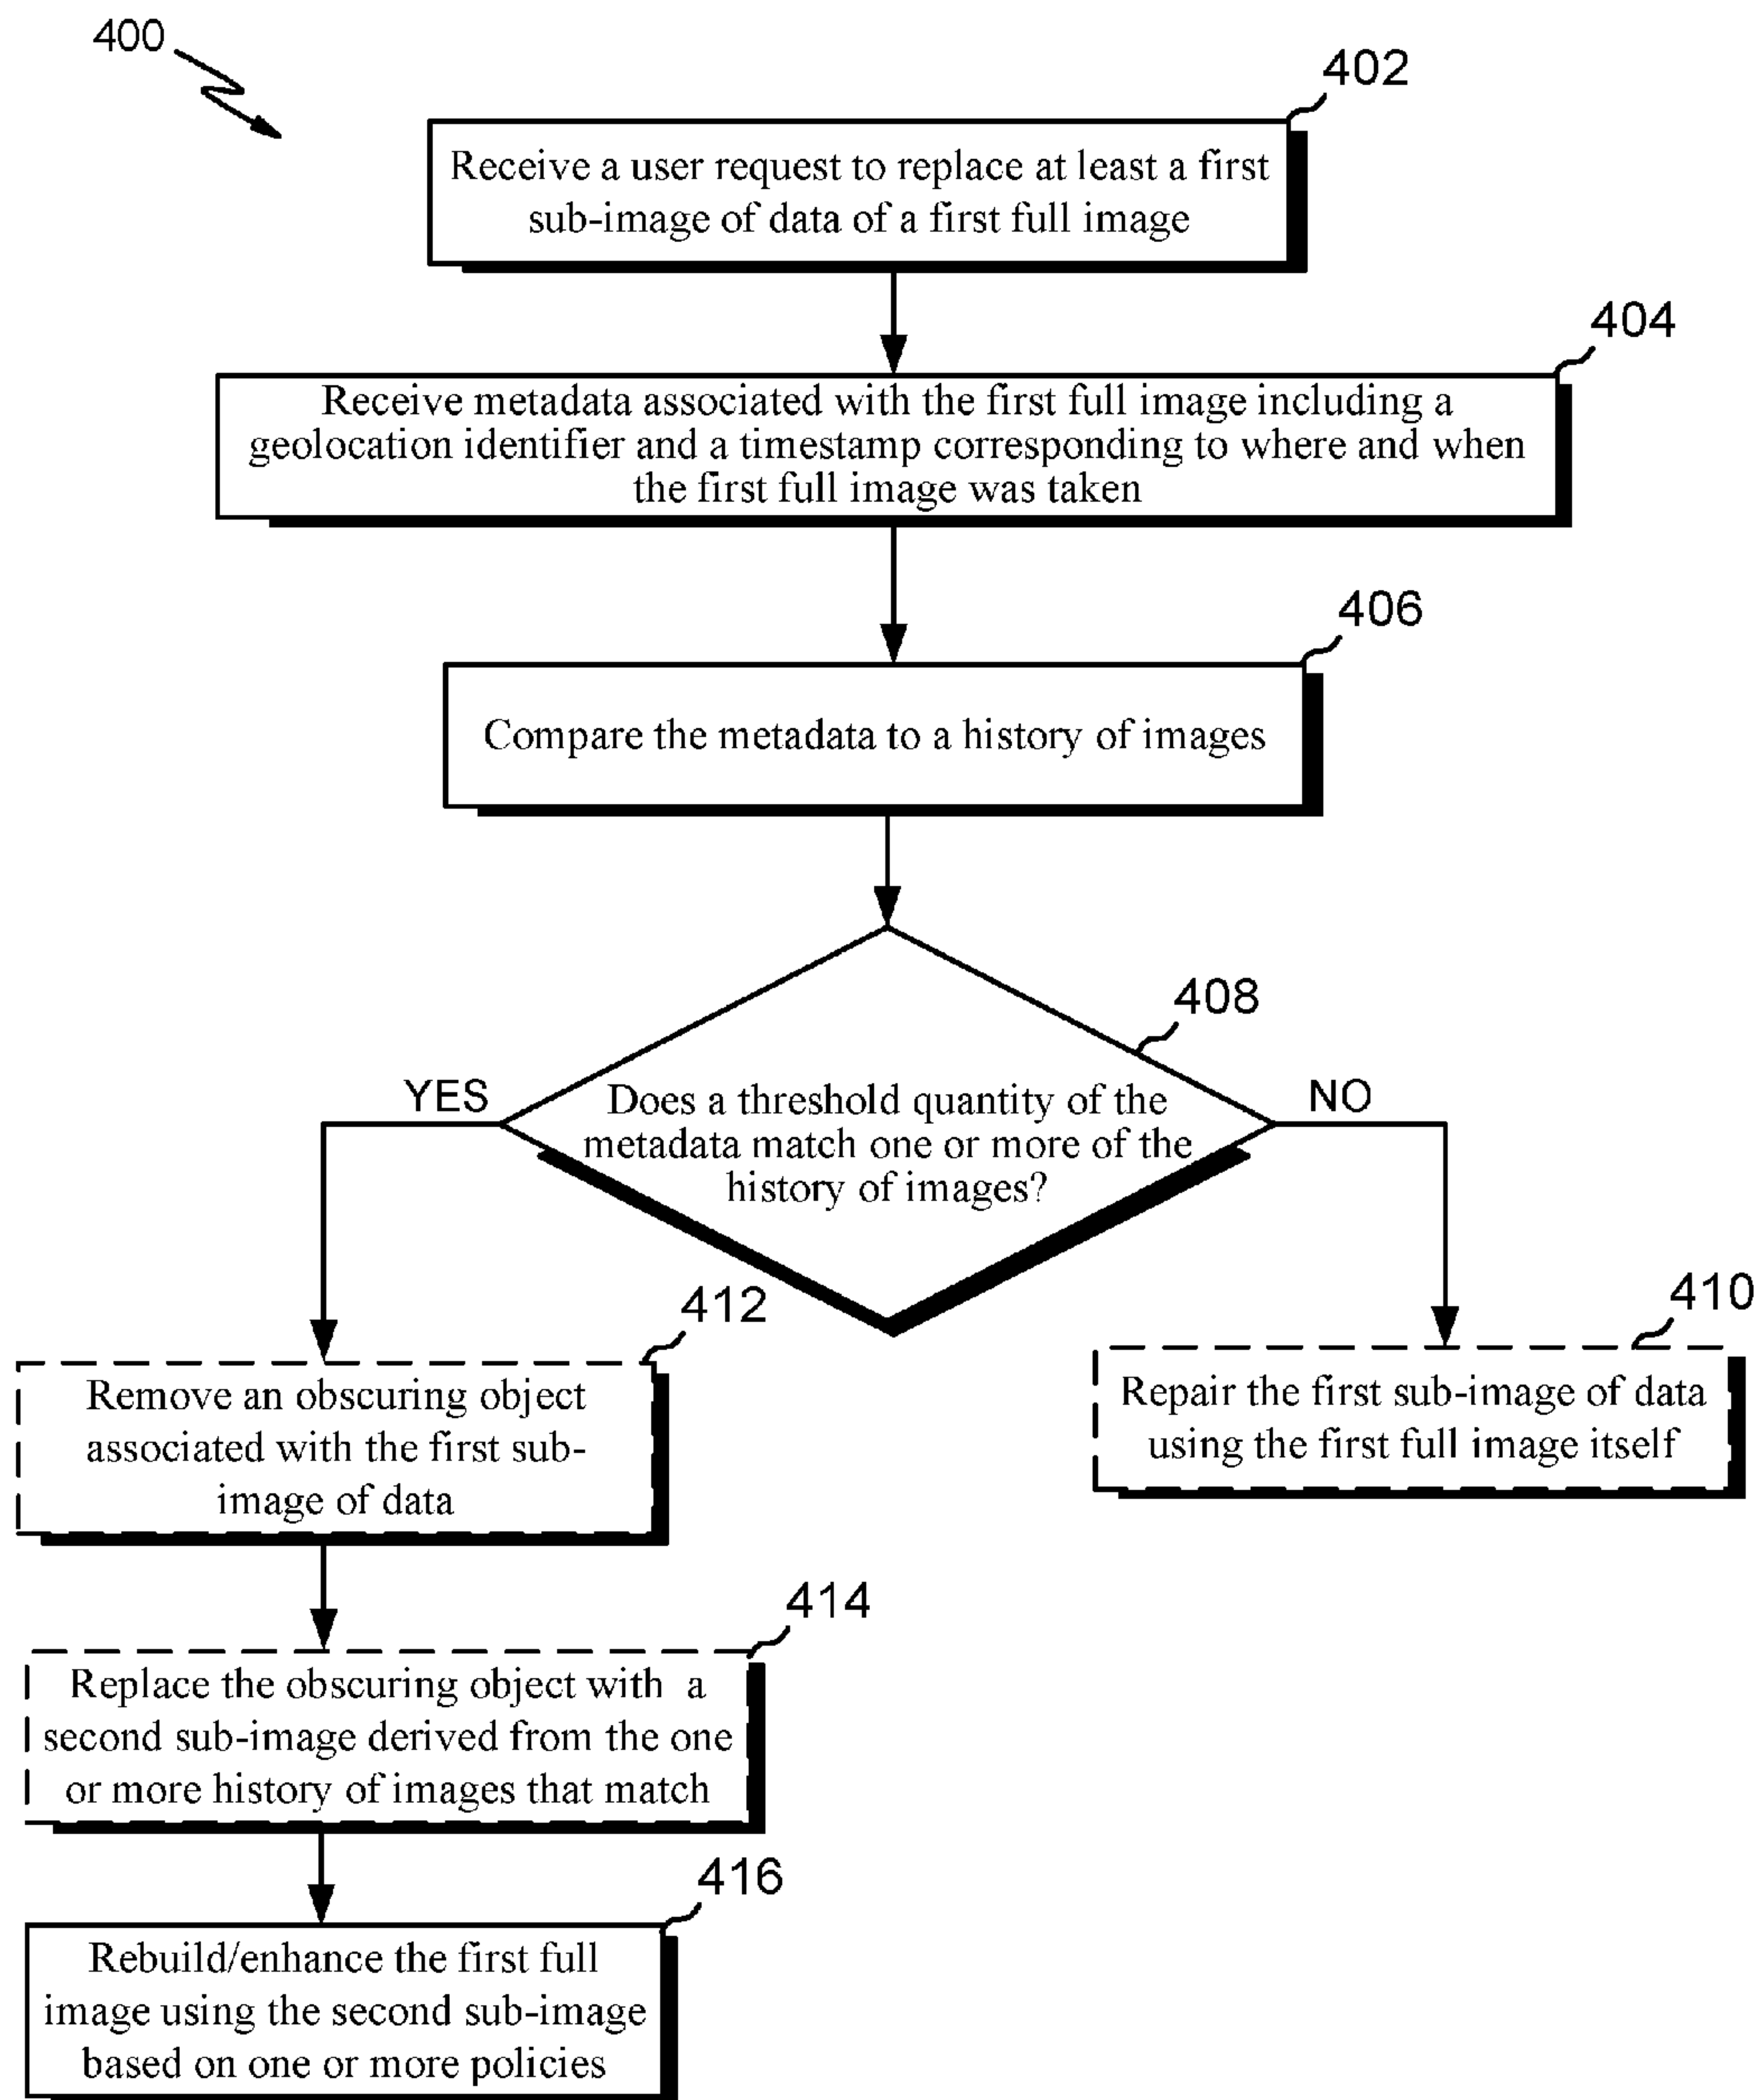 400
402
Receive a user request to replace at least a first
sub-image of data of a first full image
404
Receive metadata associated with the first full image including a
geolocation identifier and a timestamp corresponding to where and when
the first full image was taken
406
Compare the metadata to a history of images
408
YES
NO
Does a threshold quantity of the
metadata match one or more of the
history of images?
412
Remove an obscuring object
associated with the first sub-
image of data
410
Repair the first sub-image of data
using the first full image itself
414
Replace the obscuring object with a
second sub-image derived from the one
or more history of images that match
416
Rebuild/enhance the first full
image using the second sub-image
based on one or more policies